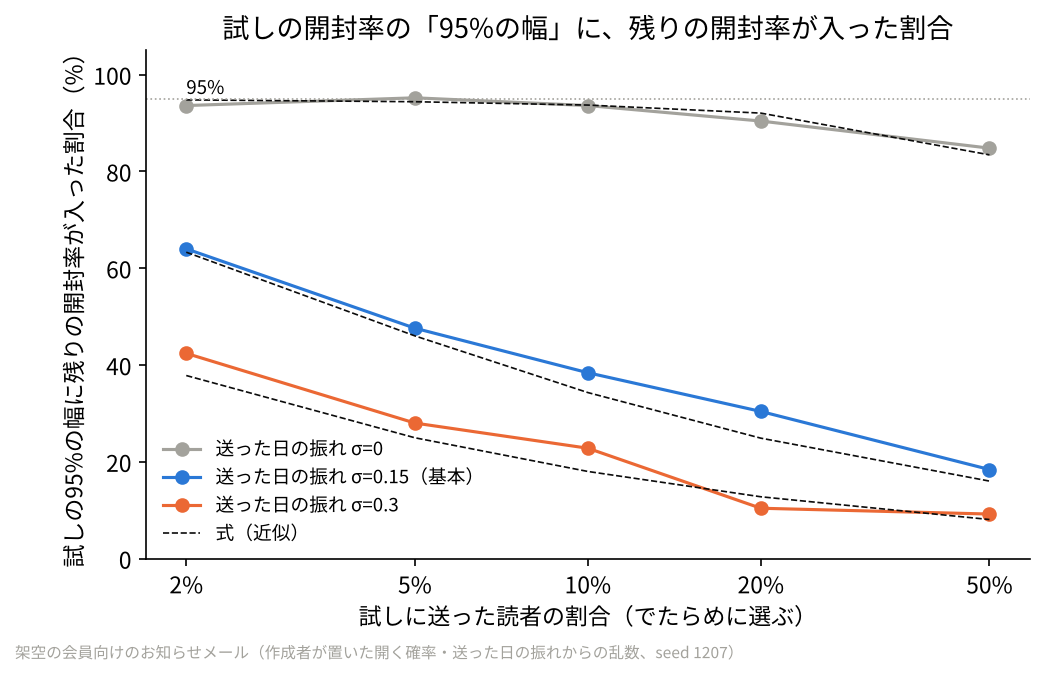 試しの開封率の「95%の幅」に、残りの開封率が入った割合
試しの95%の幅に残りの開封率が入った割合（%）
100
80
60
40
20
0
95%
送った日の振れ σ=0
送った日の振れ σ=0.15（基本）
送った日の振れ σ=0.3
式（近似）
2%
5%
10%
20%
50%
試しに送った読者の割合（でたらめに選ぶ）
架空の会員向けのお知らせメール（作成者が置いた開く確率・送った日の振れからの乱数、seed 1207）